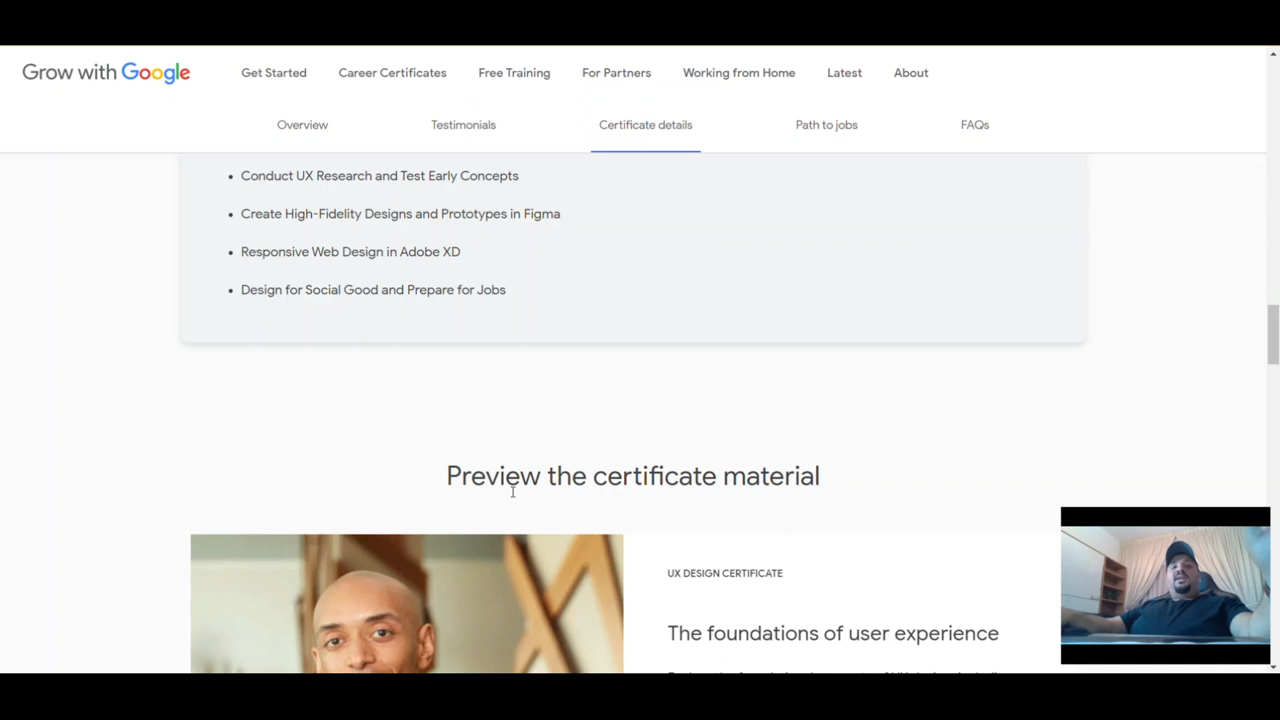 Grow with Google
Get Started
Career Certificates
Free Training
For Partners
Working from Home
Latest
About
Overview
Testimonials
Certificate details
Path to jobs
FAQs
• Conduct UX Research and Test Early Concepts
• Create High-Fidelity Designs and Prototypes in Figma
• Responsive Web Design in Adobe XD
• Design for Social Good and Prepare for Jobs
Preview the certificate material
UX DESIGN CERTIFICATE
The foundations of user experience